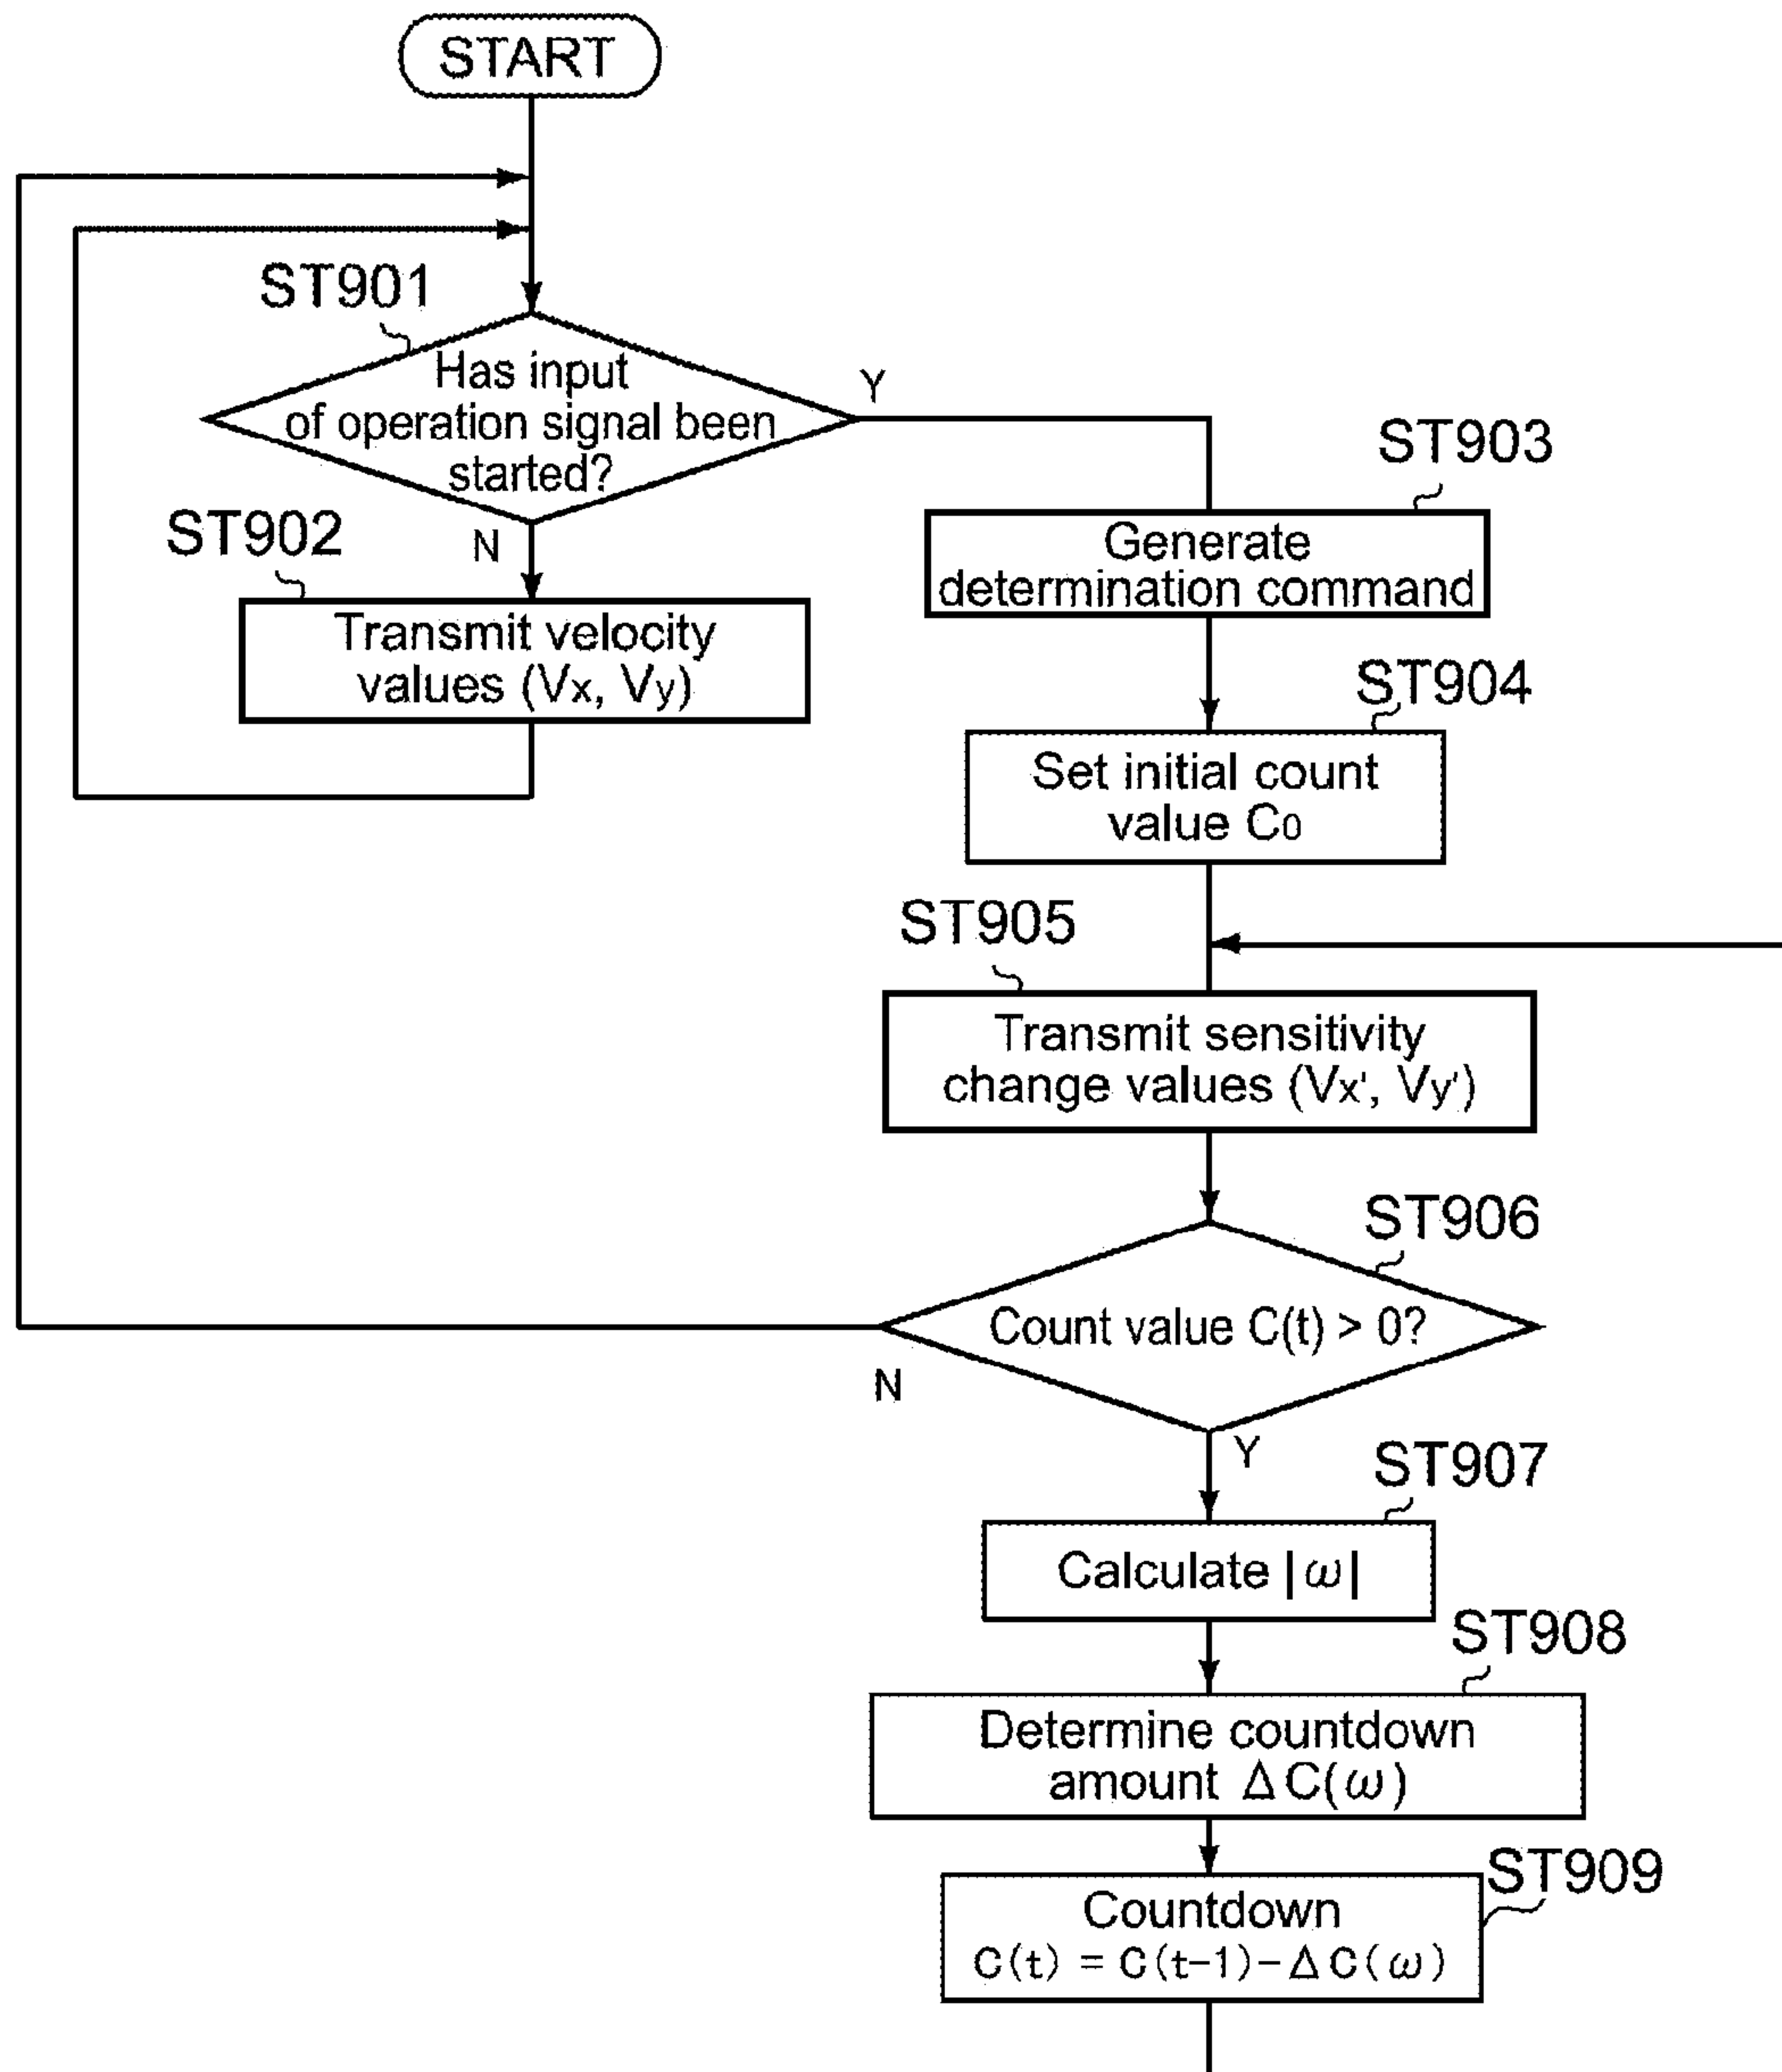 START
ST901
Has input
of operation signal been
started?
Y
N
ST902
Transmit velocity
values (Vx, Vy)
ST903
Generate
determination command
ST904
Set initial count
value C0
ST905
Transmit sensitivity
change values (Vx', Vy')
ST906
Count value C(t) > 0?
N
Y
ST907
Calculate |ω|
ST908
Determine countdown
amount ΔC(ω)
ST909
Countdown
C(t) = C(t-1)-ΔC(ω)